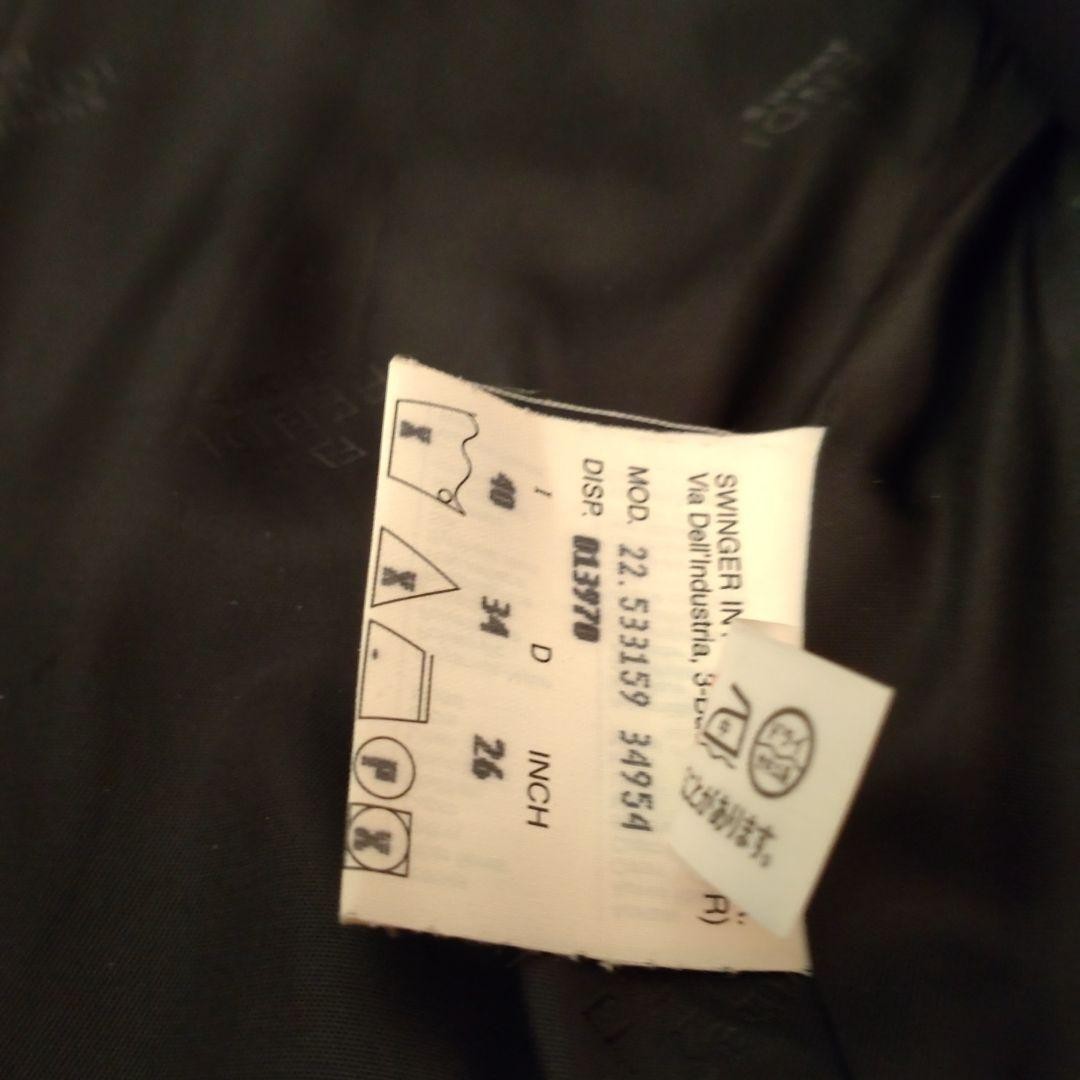 SWINGER IN
Via Dell'Industria, 3-
R)
MOD. 22.533159 34954
DISP. 013970
I D INCH
40 34 26
X X P X
ことがあります。